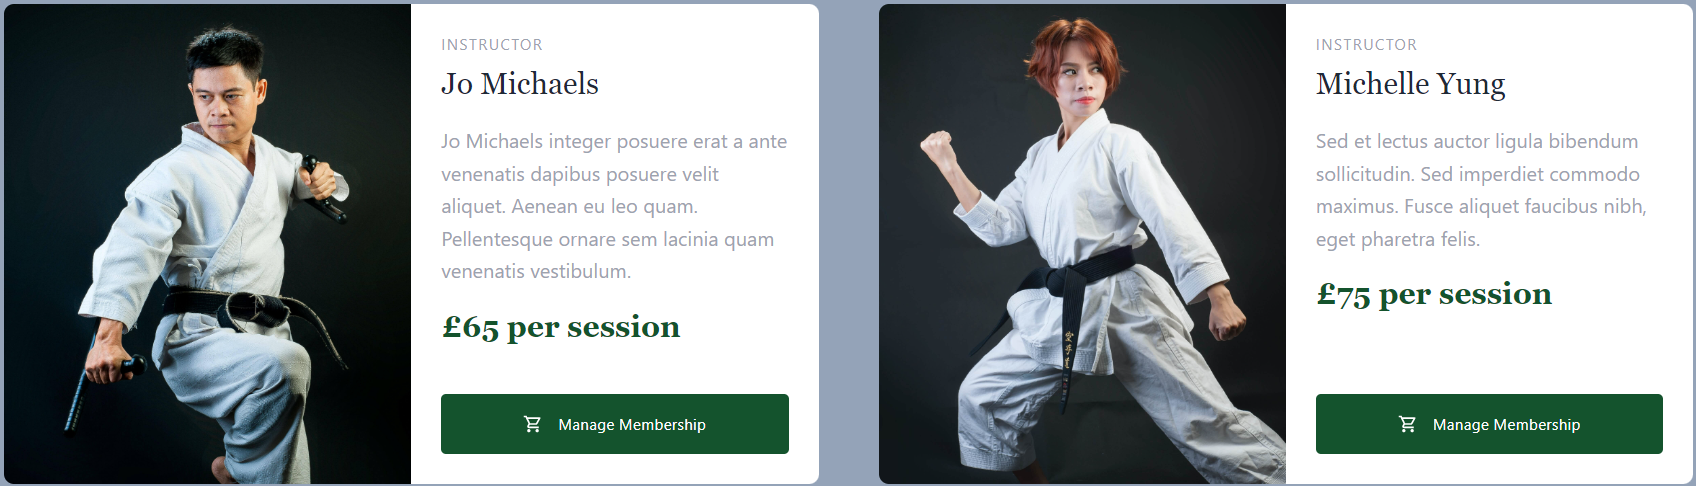 INSTRUCTOR
Jo Michaels
Jo Michaels integer posuere erat a ante
venenatis dapibus posuere velit
aliquet. Aenean eu leo quam.
Pellentesque ornare sem lacinia quam
venenatis vestibulum.
£65 per session
Manage Membership
INSTRUCTOR
Michelle Yung
Sed et lectus auctor ligula bibendum
sollicitudin. Sed imperdiet commodo
maximus. Fusce aliquet faucibus nibh,
eget pharetra felis.
£75 per session
Manage Membership